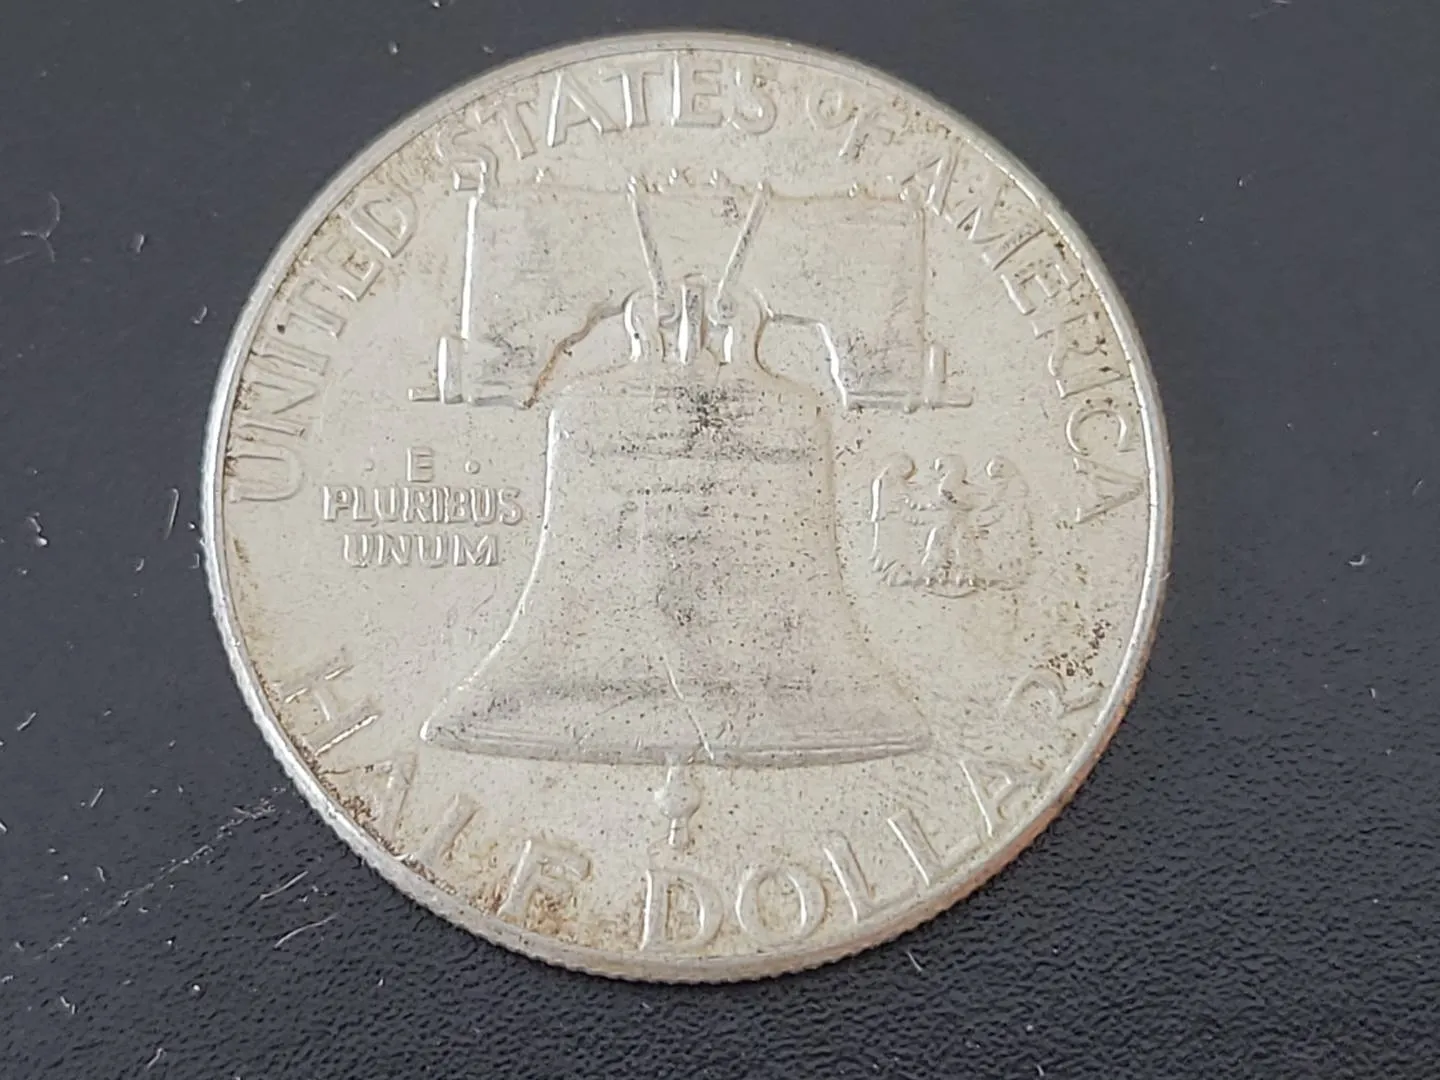 UNITED STATES OF AMERICA
· E ·
PLURIBUS
UNUM
HALF DOLLAR